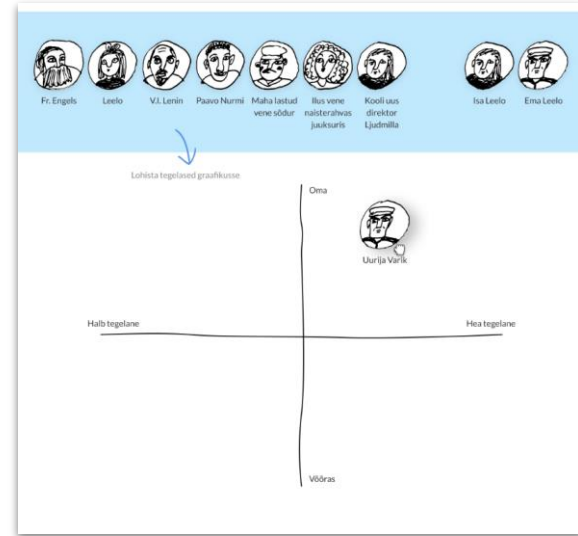 Fr. Engels
Leelo
V.I. Lenin
Paavo Nurmi
Maha lastud
vene sõdur
Ilus vene
naisterahvas
juuksuris
Kooli uus
direktor
Ljudmilla
Isa Leelo
Ema Leelo
Lohista tegelased graafikusse
Oma
Uurija Varik
Halb tegelane
Hea tegelane
Võõras